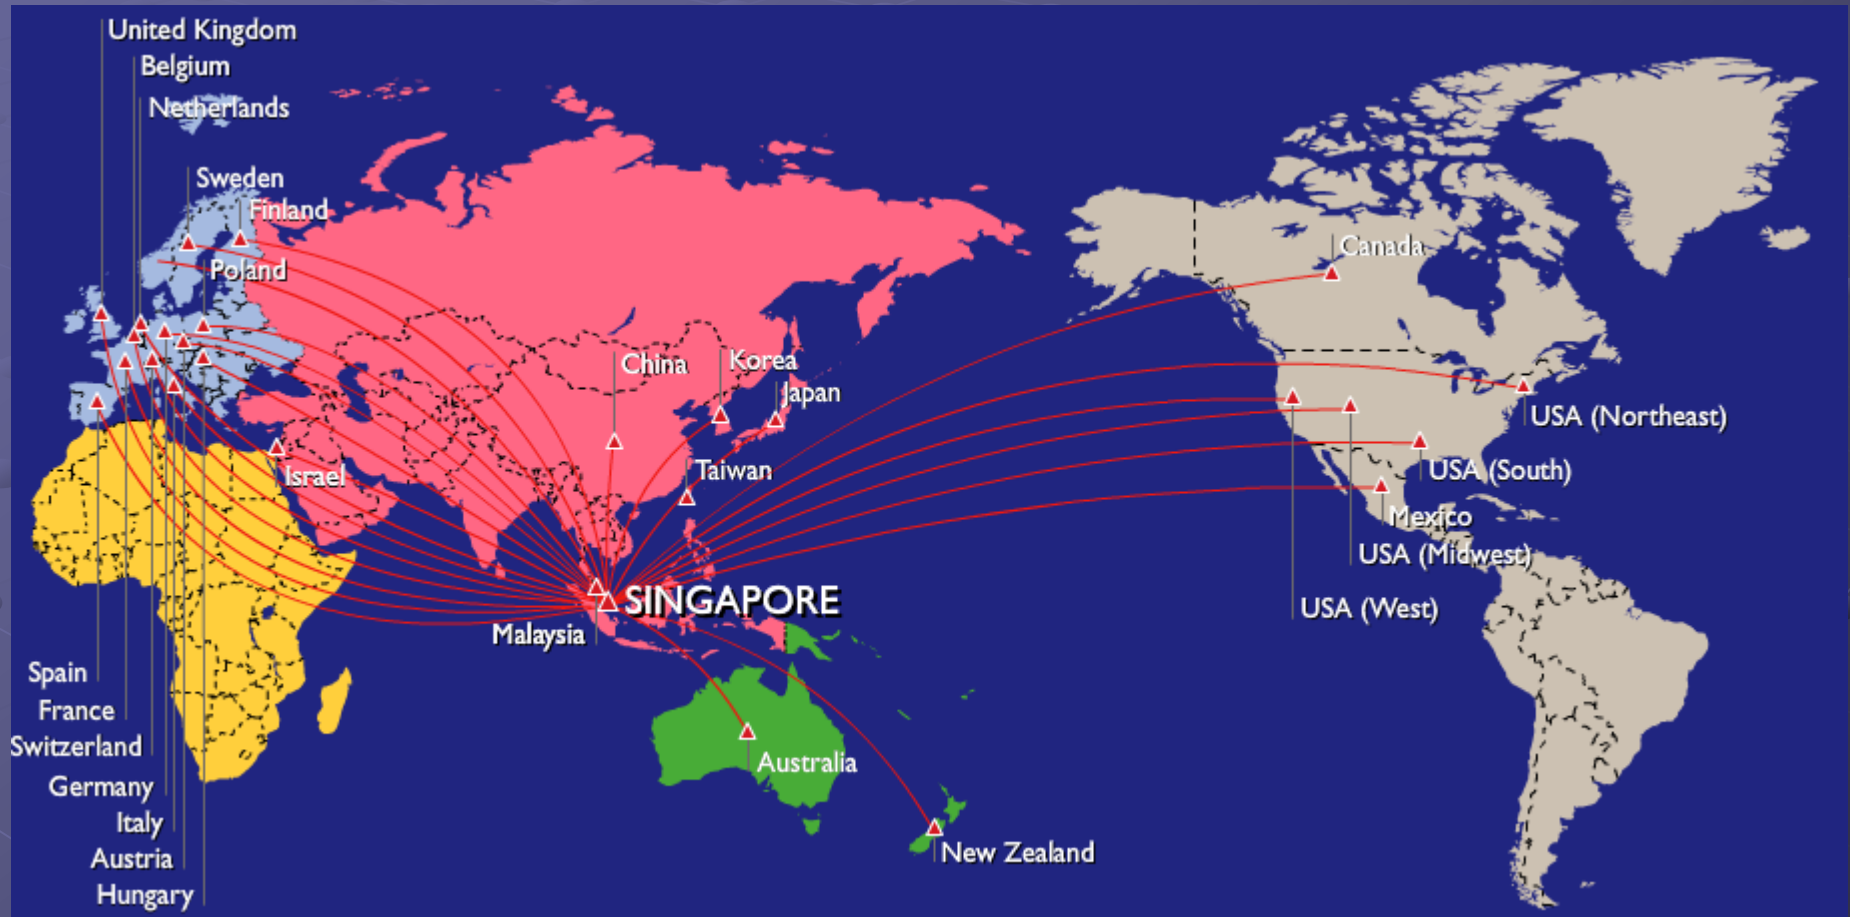 United Kingdom
Belgium
Netherlands
Sweden
Finland
Poland
Canada
China
Korea
Japan
USA (Northeast)
Israel
Taiwan
USA (South)
Mexico
USA (Midwest)
SINGAPORE
USA (West)
Malaysia
Spain
France
Switzerland
Australia
Germany
Italy
Austria
New Zealand
Hungary